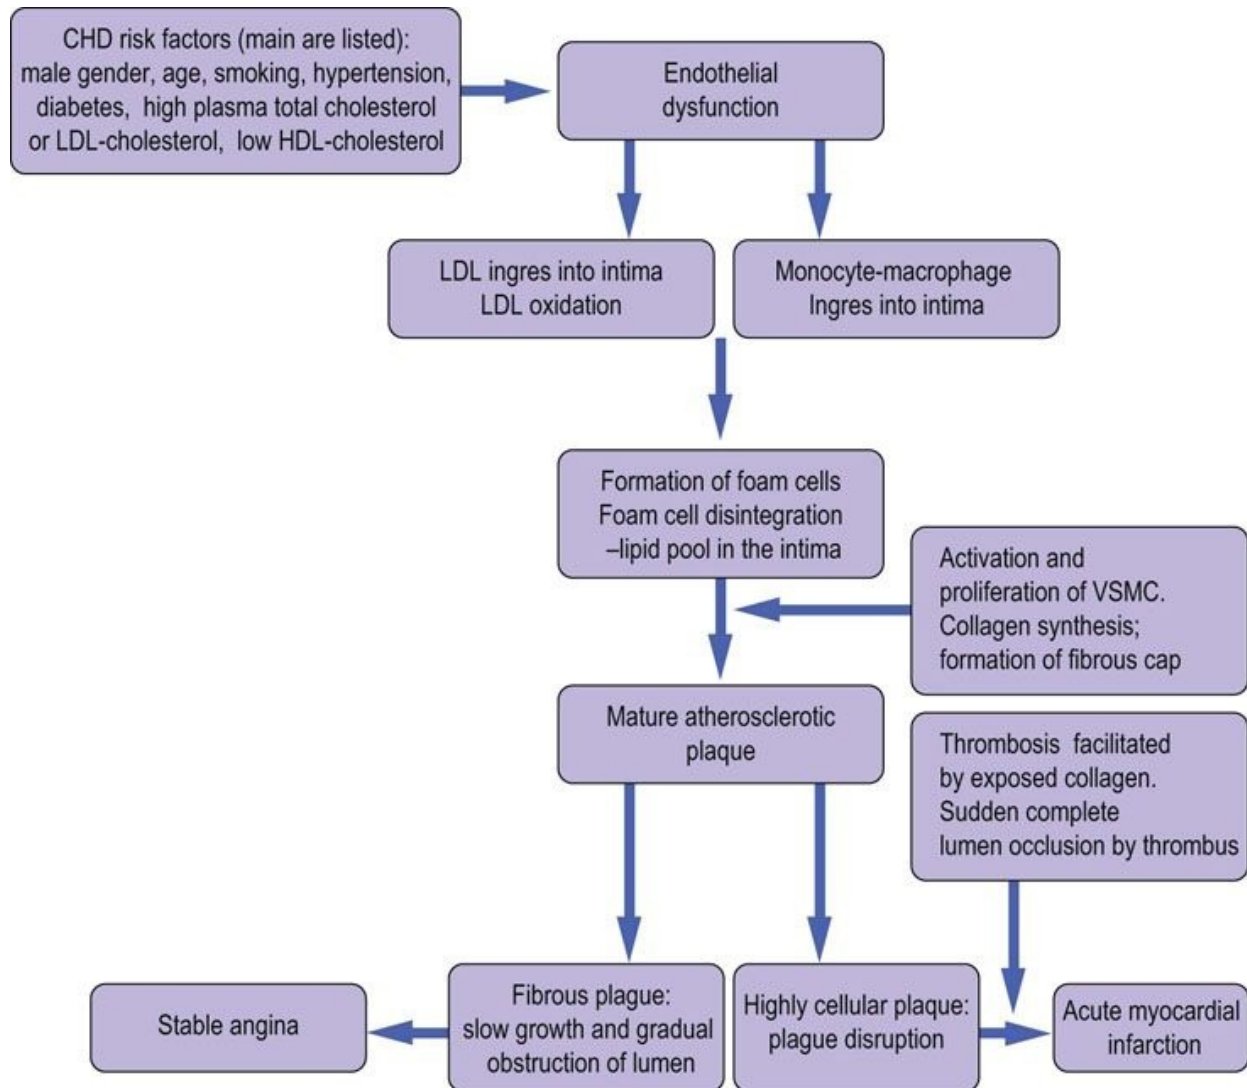 CHD risk factors (main are listed):
male gender, age, smoking, hypertension,
diabetes, high plasma total cholesterol
or LDL-cholesterol, low HDL-cholesterol
Endothelial
dysfunction
LDL ingres into intima
LDL oxidation
Monocyte-macrophage
Ingres into intima
Formation of foam cells
Foam cell disintegration
–lipid pool in the intima
Activation and
proliferation of VSMC.
Collagen synthesis;
formation of fibrous cap
Mature atherosclerotic
plaque
Thrombosis facilitated
by exposed collagen.
Sudden complete
lumen occlusion by thrombus
Stable angina
Fibrous plague:
slow growth and gradual
obstruction of lumen
Highly cellular plaque:
plague disruption
Acute myocardial
infarction